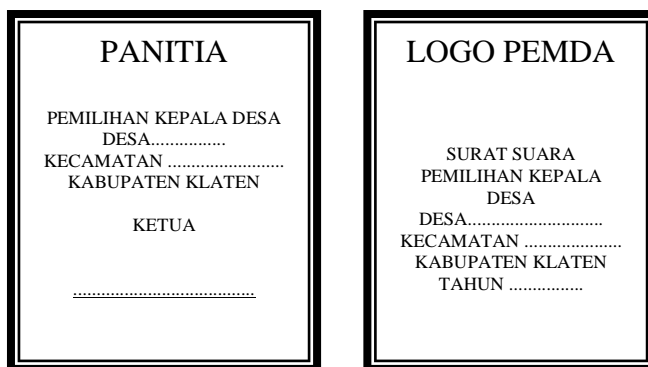 PANITIA
PEMILIHAN KEPALA DESA
DESA................
KECAMATAN .........................
KABUPATEN KLATEN
KETUA
.......................................
LOGO PEMDA
SURAT SUARA
PEMILIHAN KEPALA
DESA
DESA.............................
KECAMATAN .....................
KABUPATEN KLATEN
TAHUN ................